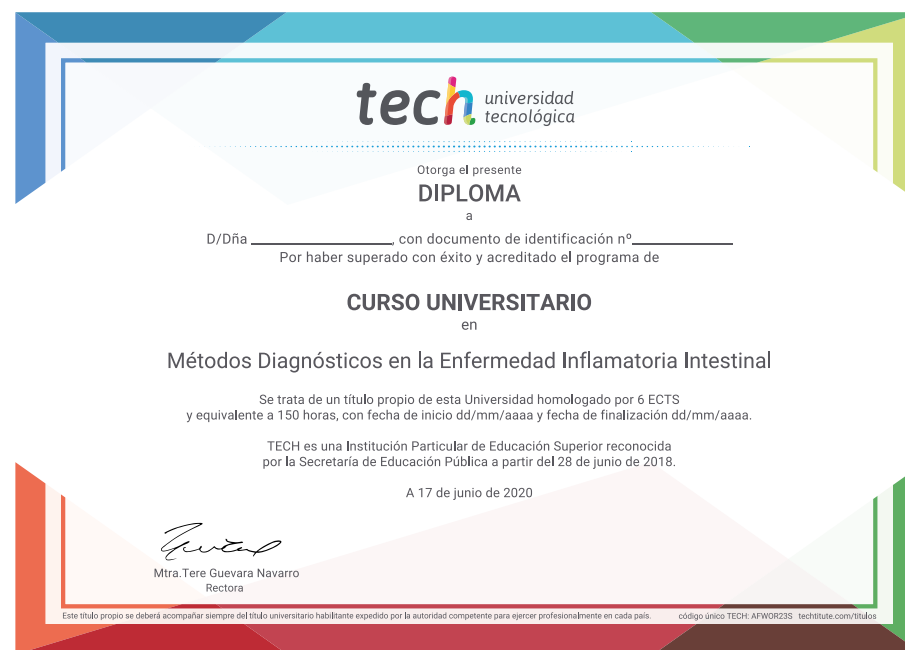 tech universidad
tecnológica
Otorga el presente
DIPLOMA
a
D/Dña ____________________, con documento de identificación nº______________
Por haber superado con éxito y acreditado el programa de
CURSO UNIVERSITARIO
en
Métodos Diagnósticos en la Enfermedad Inflamatoria Intestinal
Se trata de un título propio de esta Universidad homologado por 6 ECTS
y equivalente a 150 horas, con fecha de inicio dd/mm/aaaa y fecha de finalización dd/mm/aaaa.
TECH es una Institución Particular de Educación Superior reconocida
por la Secretaría de Educación Pública a partir del 28 de junio de 2018.
A 17 de junio de 2020
Mtra.Tere Guevara Navarro
Rectora
Este título propio se deberá acompañar siempre del título universitario habilitante expedido por la autoridad competente para ejercer profesionalmente en cada país. código único TECH: AFWOR23S techtitute.com/titulos